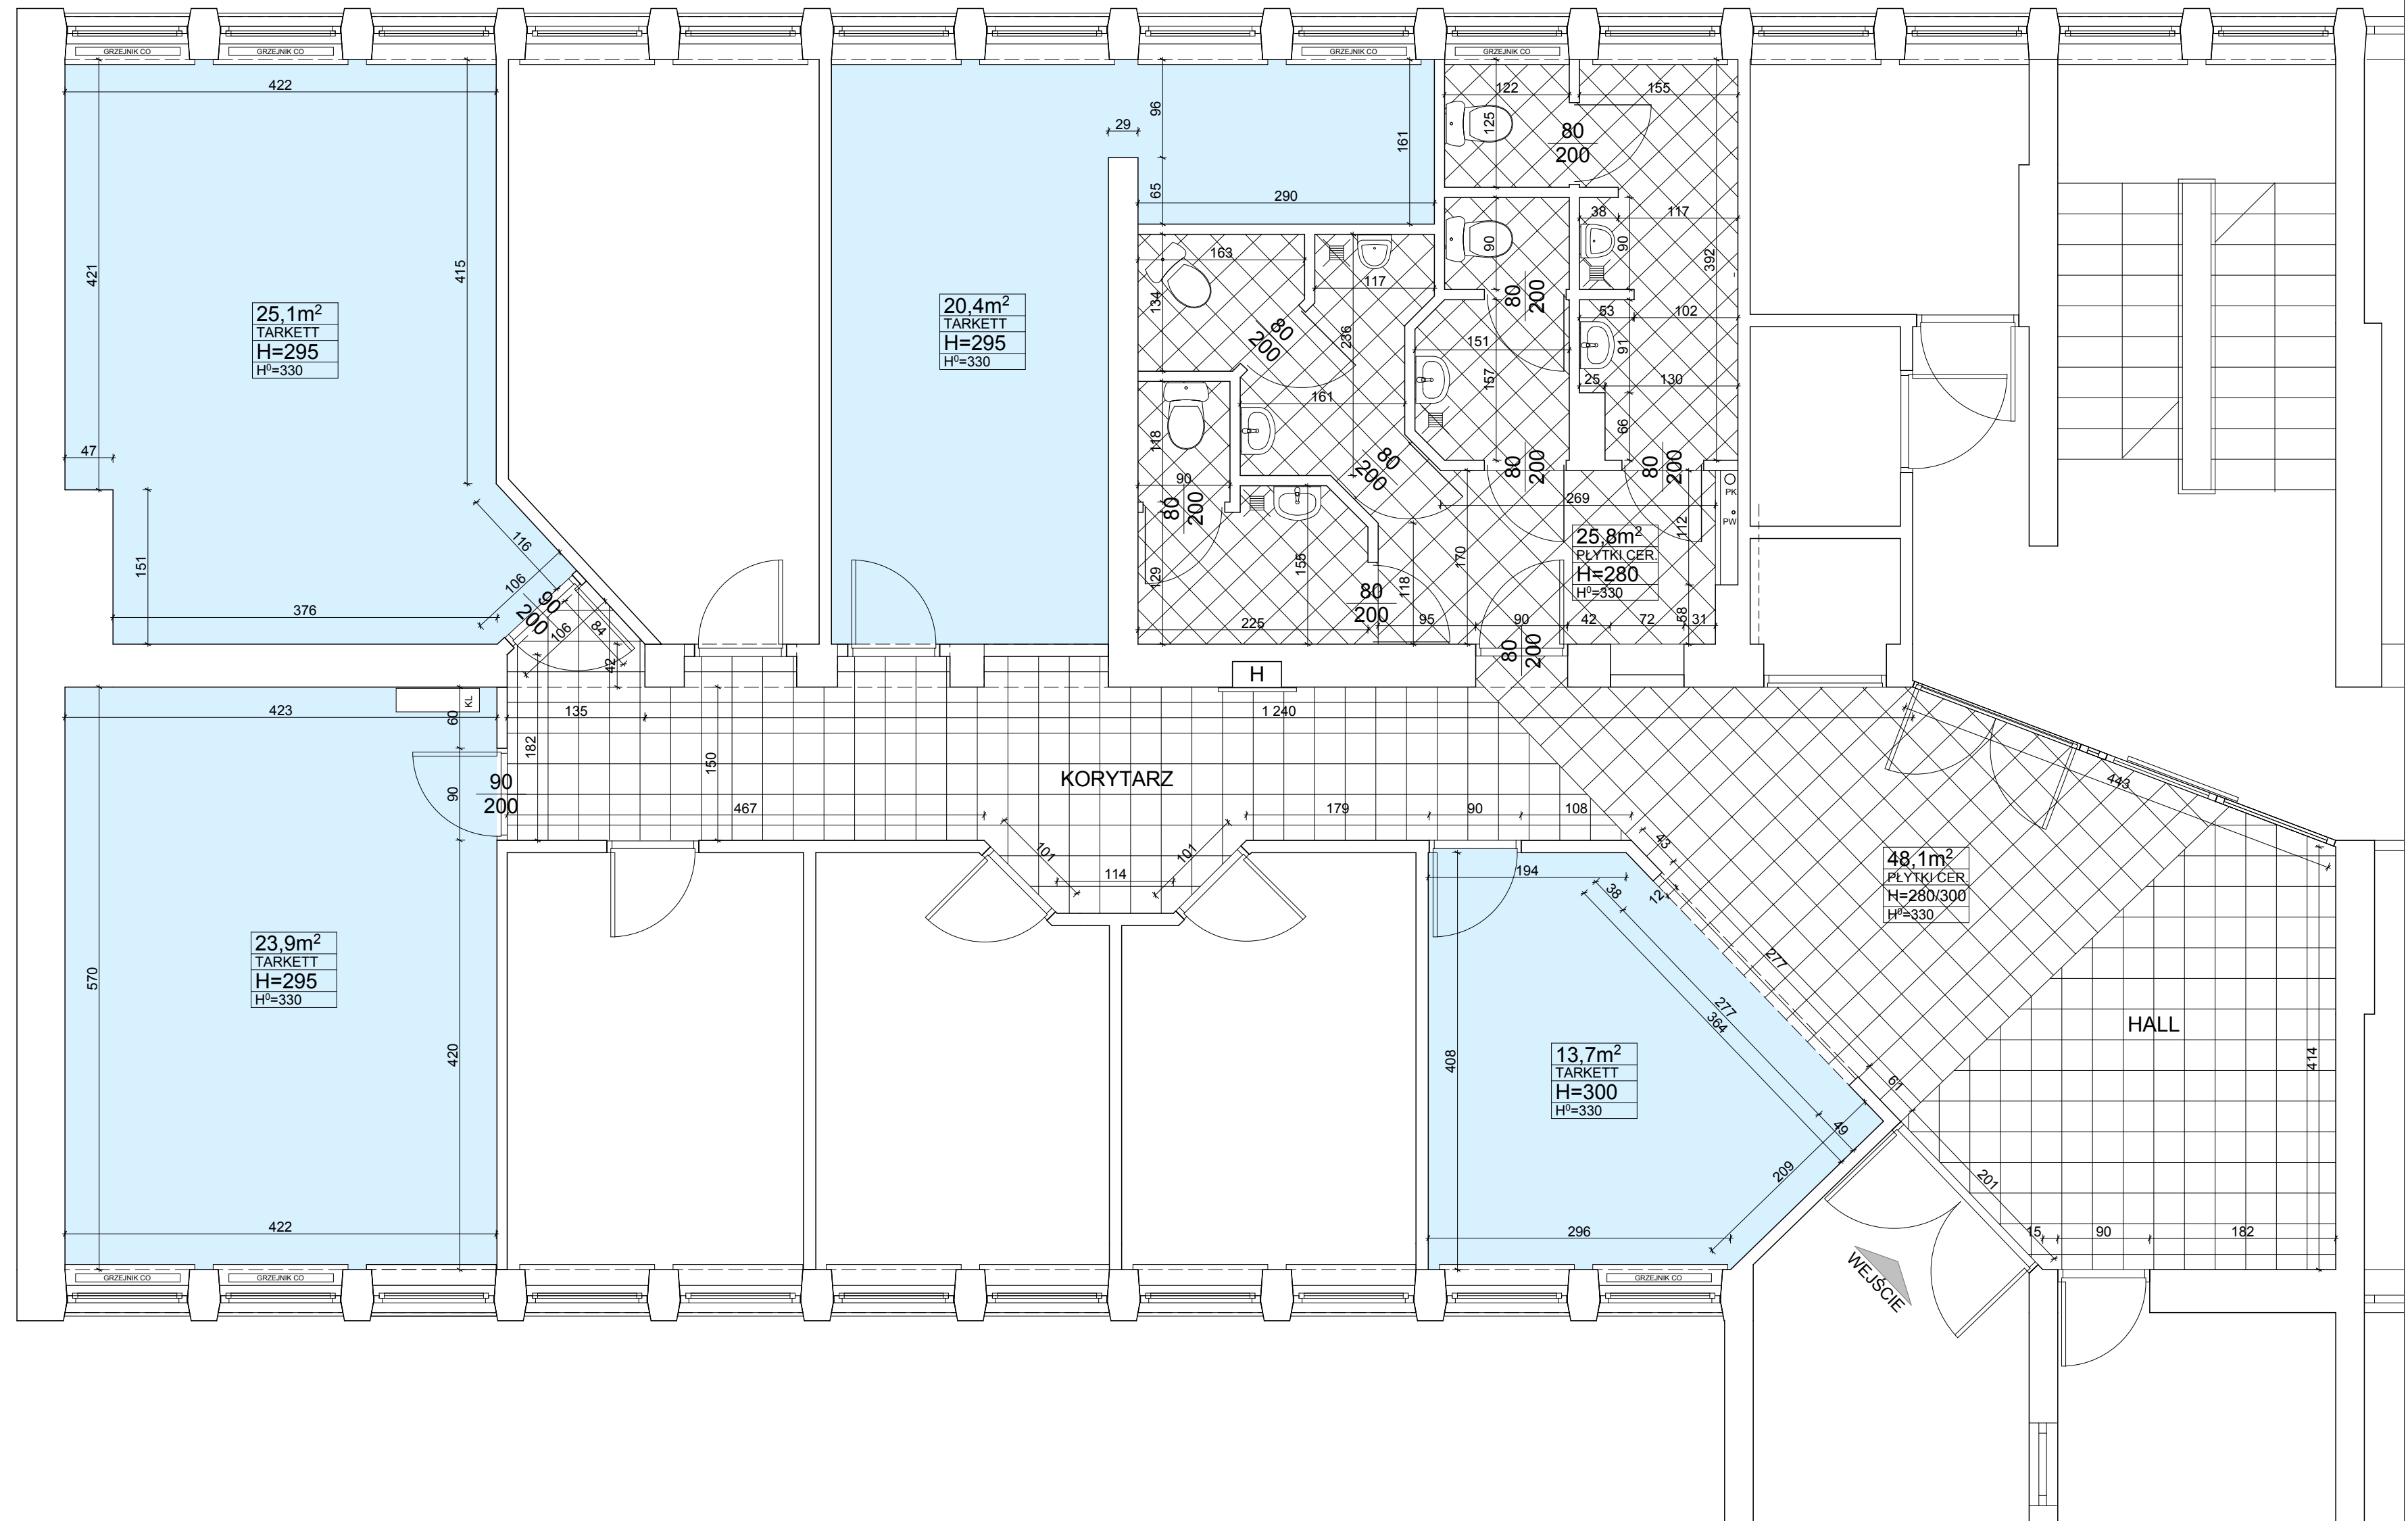 GRZEJNIK CO
GRZEJNIK CO
GRZEJNIK CO
GRZEJNIK CO
422
421
415
47
151
376
116
106
25,1m²
TARKETT
H=295
H⁰=330
90
200
106
84
42
20,4m²
TARKETT
H=295
H⁰=330
29
96
65
161
290
122
125
155
80
200
38
117
90
90
392
80
200
53
102
91
151
157
25
130
66
163
134
117
236
80
200
161
118
90
80
200
80
200
80
200
80
200
269
112
PK
PW
129
155
225
118
170
80
200
95
90
42
72
58
31
25,8m²
PŁYTKI CER.
H=280
H⁰=330
80
200
H
KL
423
60
90
90
200
135
182
150
1 240
KORYTARZ
467
179
90
108
101
114
101
23,9m²
TARKETT
H=295
H⁰=330
570
420
422
GRZEJNIK CO
GRZEJNIK CO
43
12
194
38
277
277
364
408
13,7m²
TARKETT
H=300
H⁰=330
61
49
209
296
GRZEJNIK CO
443
48,1m²
PŁYTKI CER.
H=280/300
H⁰=330
HALL
414
201
15
90
182
WEJŚCIE